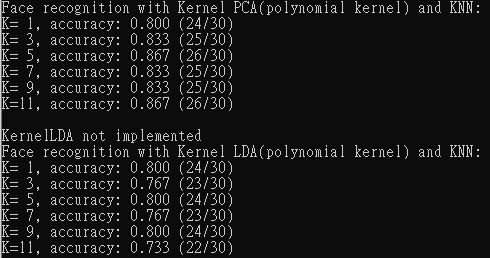 Face recognition with Kernel PCA(polynomial kernel) and KNN:
K= 1, accuracy: 0.800 (24/30)
K= 3, accuracy: 0.833 (25/30)
K= 5, accuracy: 0.867 (26/30)
K= 7, accuracy: 0.833 (25/30)
K= 9, accuracy: 0.833 (25/30)
K=11, accuracy: 0.867 (26/30)
KernelLDA not implemented
Face recognition with Kernel LDA(polynomial kernel) and KNN:
K= 1, accuracy: 0.800 (24/30)
K= 3, accuracy: 0.767 (23/30)
K= 5, accuracy: 0.800 (24/30)
K= 7, accuracy: 0.767 (23/30)
K= 9, accuracy: 0.800 (24/30)
K=11, accuracy: 0.733 (22/30)